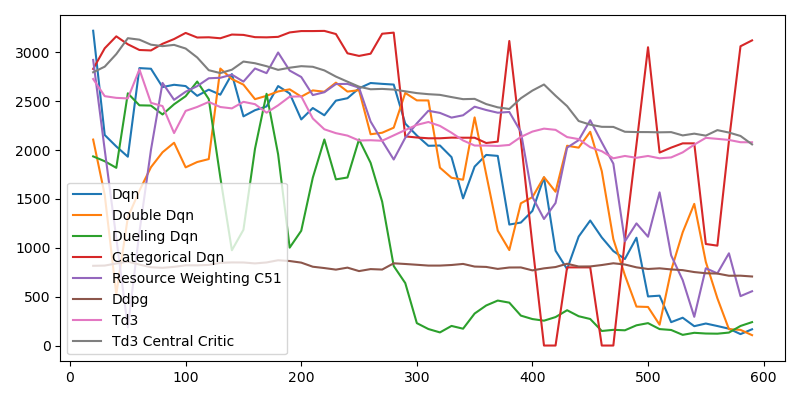 3000
2500
2000
1500
1000
500
0
Dqn
Double Dqn
Dueling Dqn
Categorical Dqn
Resource Weighting C51
Ddpg
Td3
Td3 Central Critic
0 100 200 300 400 500 600